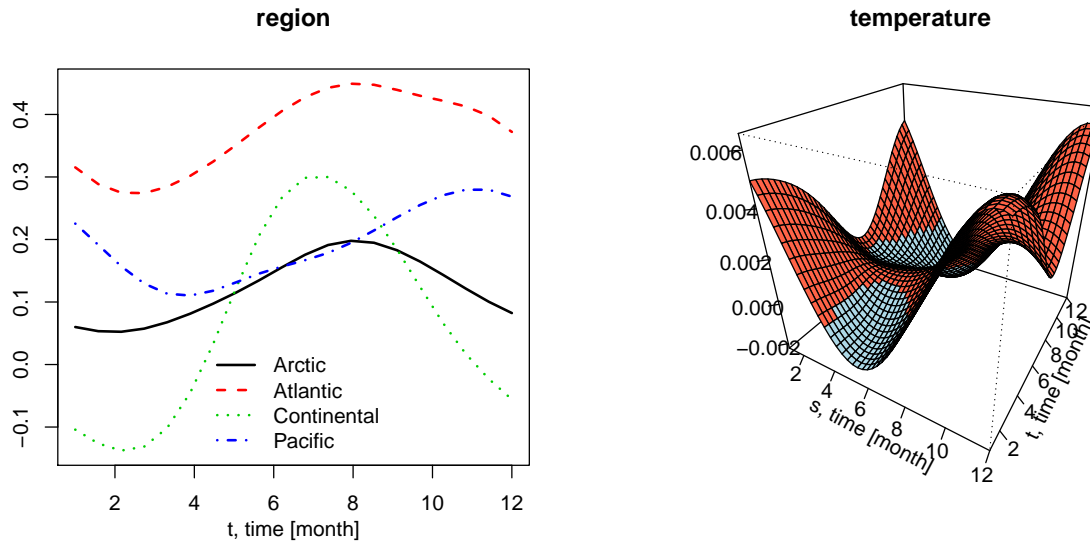 region
0.4
0.3
0.2
0.1
0.0
−0.1
Arctic
Atlantic
Continental
Pacific
2 4 6 8 10 12
t, time [month]
temperature
0.006
0.004
0.002
0.000
−0.002
2 4 6 8 10 12
s, time [month]
2 4 6 8 10 12
t, time [month]